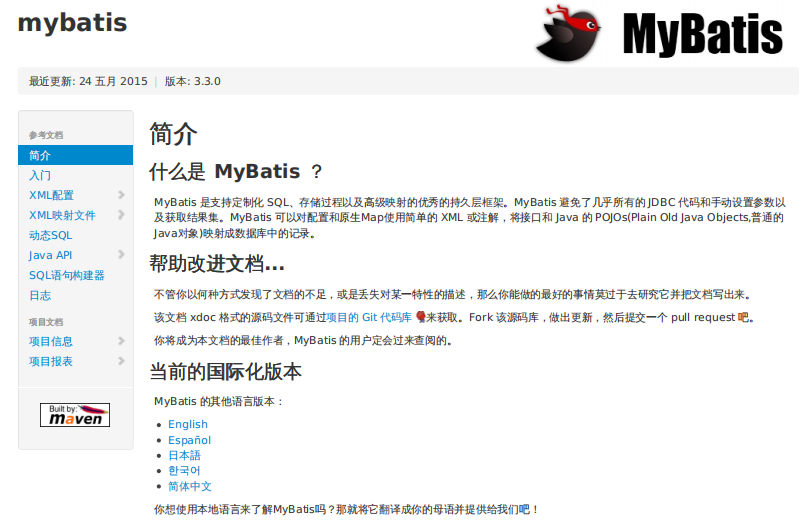 mybatis
MyBatis
最近更新: 24 五月 2015 | 版本: 3.3.0
参考文档
简介
入门
XML配置
XML映射文件
动态SQL
Java API
SQL语句构建器
日志
项目文档
项目信息
项目报表
Built by:
maven
简介
什么是 MyBatis ？
MyBatis 是支持定制化 SQL、存储过程以及高级映射的优秀的持久层框架。MyBatis 避免了几乎所有的 JDBC 代码和手动设置参数以
及获取结果集。MyBatis 可以对配置和原生Map使用简单的 XML 或注解，将接口和 Java 的 POJOs(Plain Old Java Objects,普通的
Java对象)映射成数据库中的记录。
帮助改进文档...
不管你以何种方式发现了文档的不足，或是丢失对某一特性的描述，那么你能做的最好的事情莫过于去研究它并把文档写出来。
该文档 xdoc 格式的源码文件可通过项目的 Git 代码库 来获取。Fork 该源码库，做出更新，然后提交一个 pull request 吧。
你将成为本文档的最佳作者，MyBatis 的用户定会过来查阅的。
当前的国际化版本
MyBatis 的其他语言版本：
English
Español
日本語
한국어
简体中文
你想使用本地语言来了解MyBatis吗？那就将它翻译成你的母语并提供给我们吧！